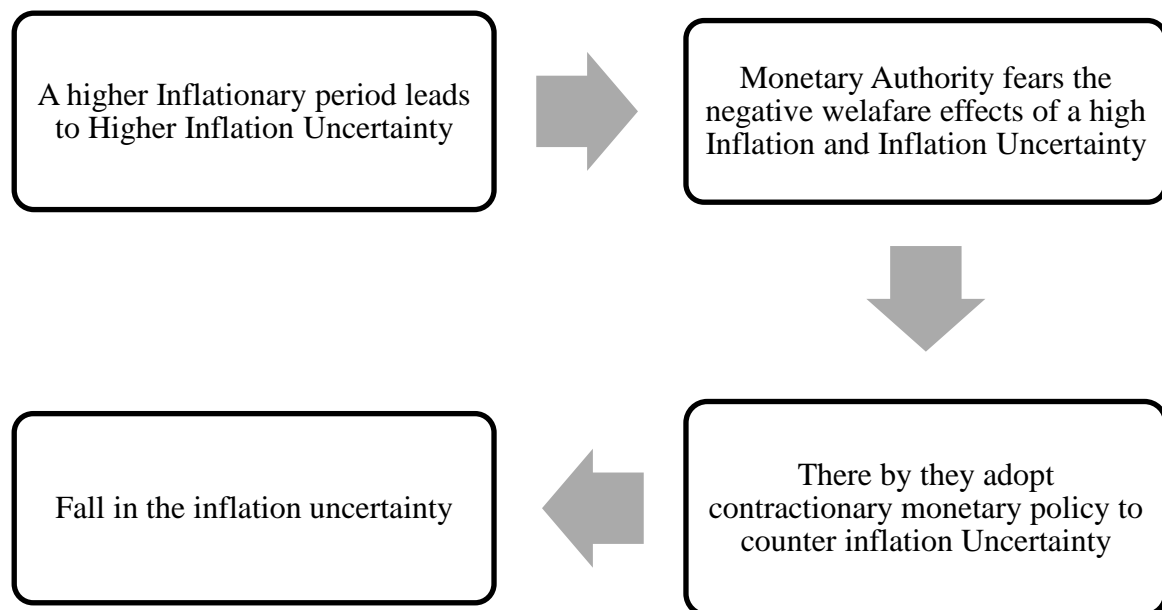 A higher Inflationary period leads
to Higher Inflation Uncertainty
Monetary Authority fears the
negative welafare effects of a high
Inflation and Inflation Uncertainty
There by they adopt
contractionary monetary policy to
counter inflation Uncertainty
Fall in the inflation uncertainty